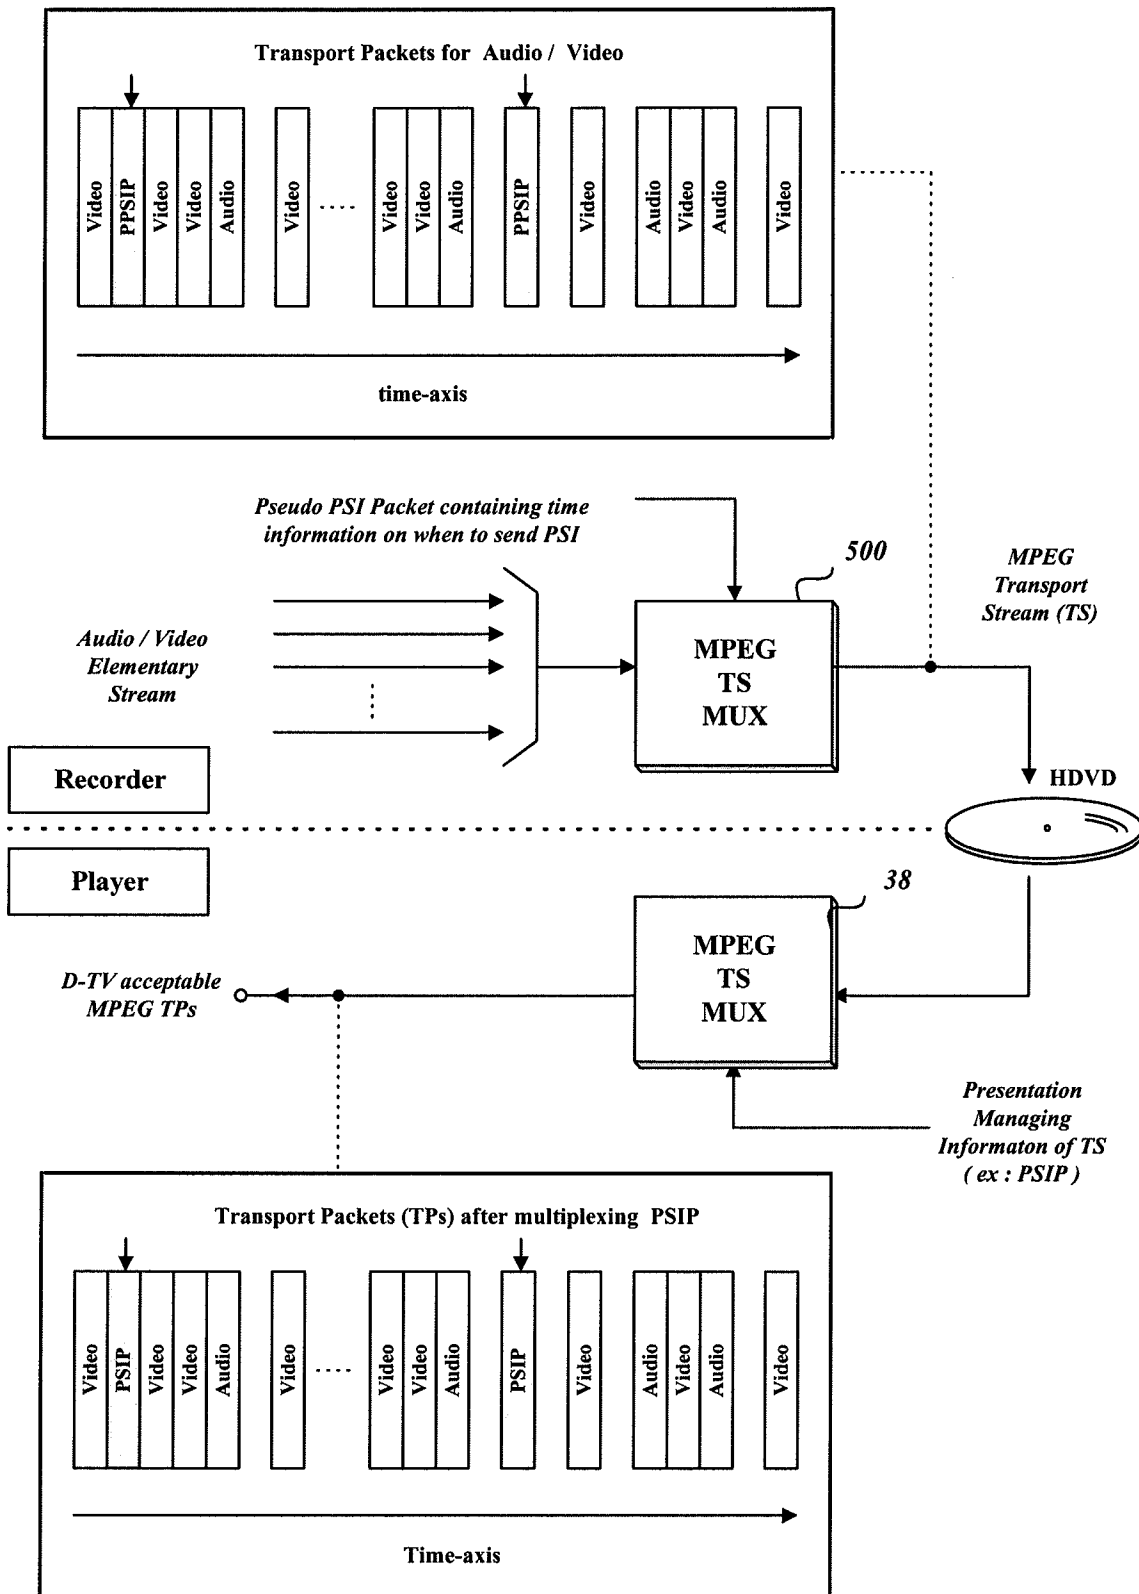 Transport Packets for Audio / Video
Video
PPSIP
Video
Video
Audio
Video
Video
Video
Audio
PPSIP
Video
Audio
Video
Audio
Video
time-axis
Pseudo PSI Packet containing time
information on when to send PSI
500
MPEG
Transport
Stream (TS)
Audio / Video
Elementary
Stream
MPEG
TS
MUX
Recorder
HDVD
Player
38
MPEG
TS
MUX
D-TV acceptable
MPEG TPs
Presentation
Managing
Informaton of TS
( ex : PSIP )
Transport Packets (TPs) after multiplexing PSIP
Video
PSIP
Video
Video
Audio
Video
Video
Video
Audio
PSIP
Video
Audio
Video
Audio
Video
Time-axis